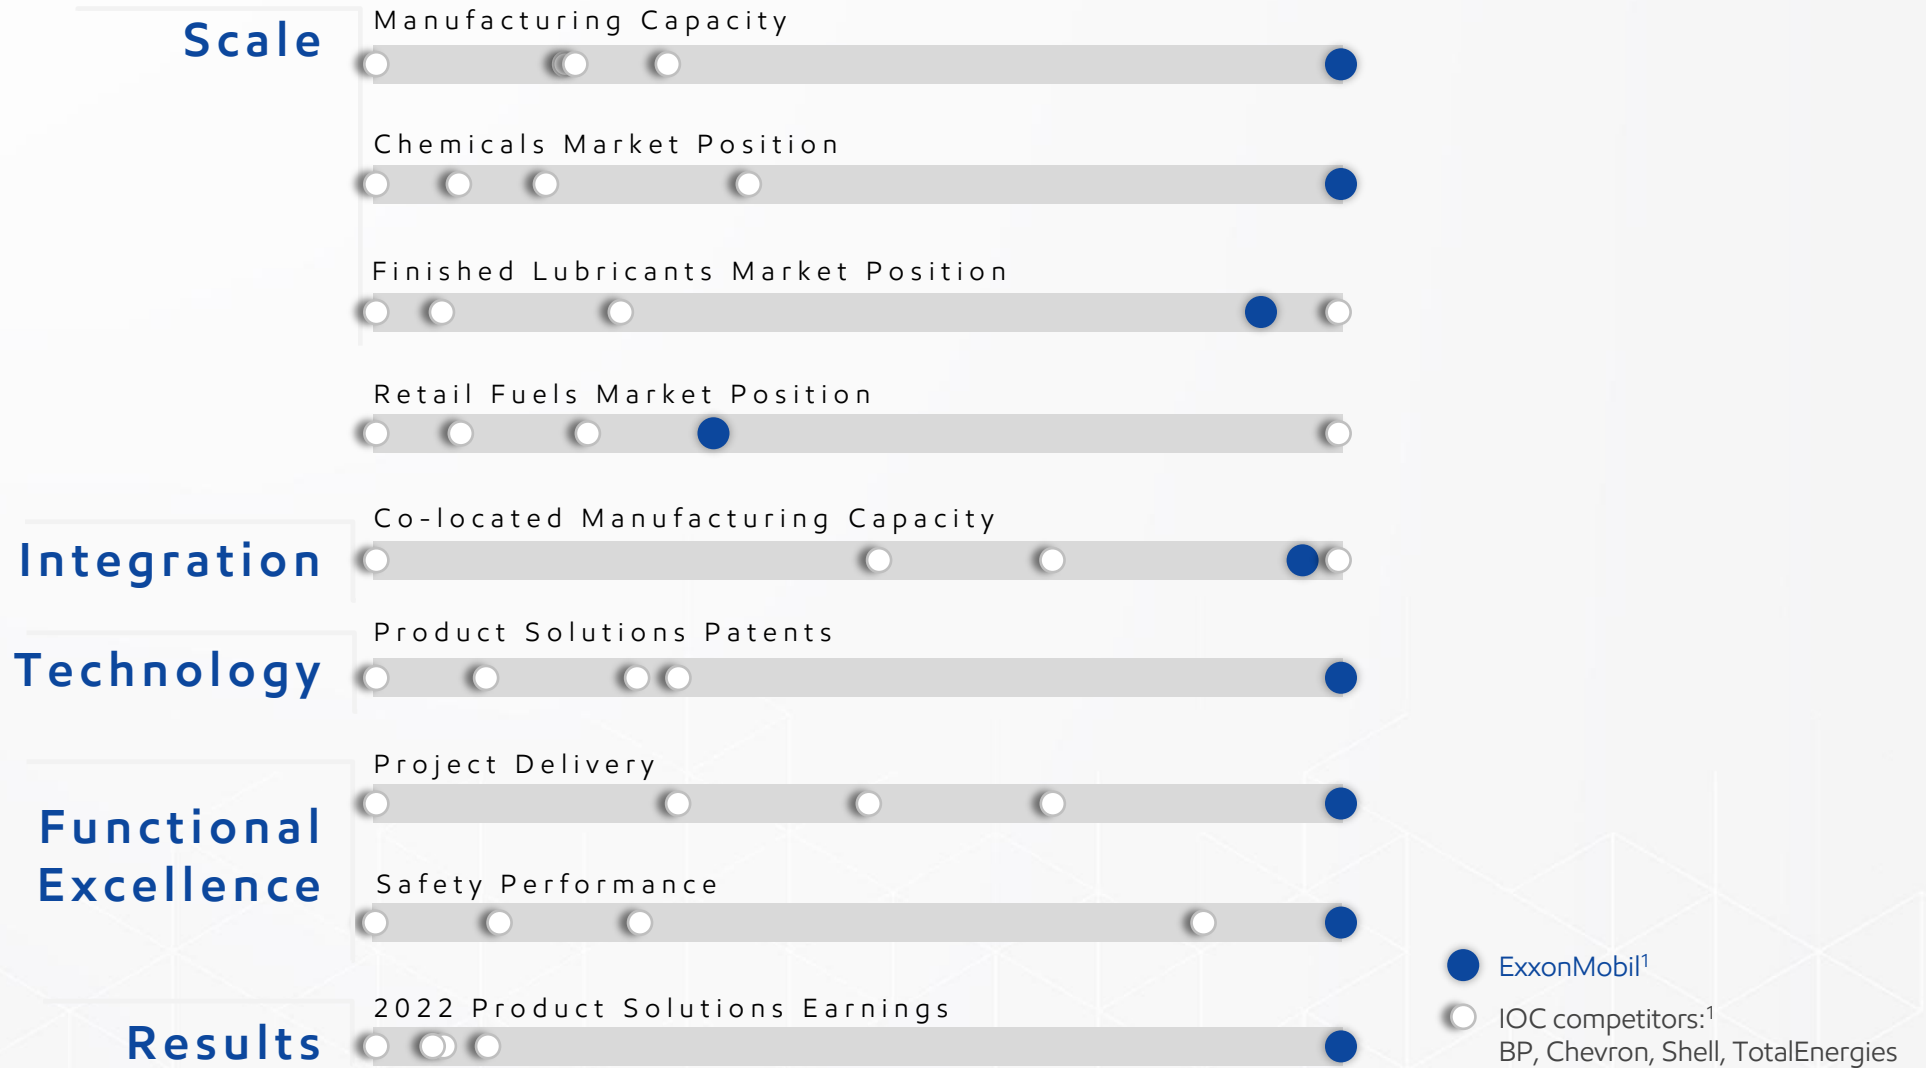 Scale
Manufacturing Capacity
Chemicals Market Position
Finished Lubricants Market Position
Retail Fuels Market Position
Integration
Co-located Manufacturing Capacity
Technology
Product Solutions Patents
Functional
Excellence
Project Delivery
Safety Performance
Results
2022 Product Solutions Earnings
ExxonMobil¹
IOC competitors:¹
BP, Chevron, Shell, TotalEnergies